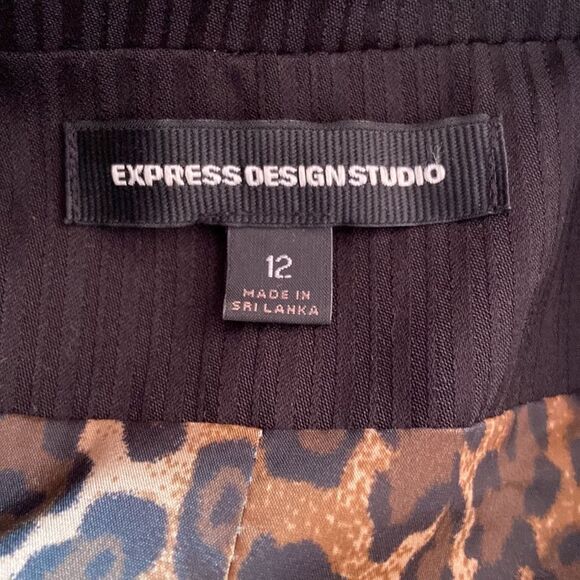 EXPRESS DESIGN STUDIO
12
MADE IN
SRI LANKA